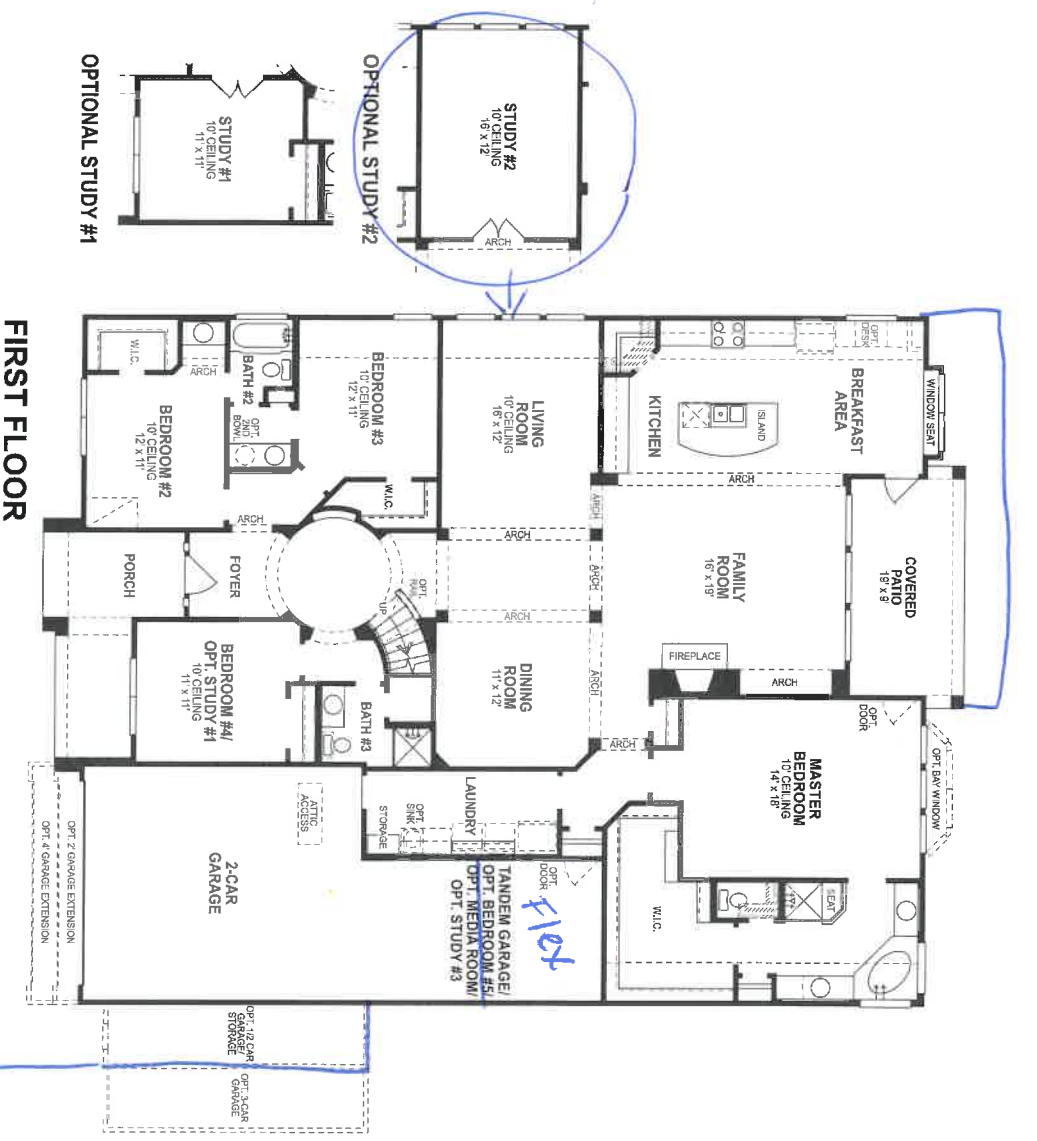 OPTIONAL STUDY #1
STUDY #1
10' CEILING
11' x 11'
OPTIONAL STUDY #2
STUDY #2
10' CEILING
16' x 12'
ARCH
FIRST FLOOR
W.I.C.
ARCH
BATH #2
OPT.
2ND
BOWL
BEDROOM #2
10' CEILING
12' x 11'
BEDROOM #3
10' CEILING
12' x 11'
W.I.C.
LIVING
ROOM
10' CEILING
16' x 12'
KITCHEN
ISLAND
OPT.
DESK
BREAKFAST
AREA
WINDOW SEAT
ARCH
ARCH
ARCH
ARCH
ARCH
ARCH
ARCH
PORCH
FOYER
OPT.
RAIL
UP
FAMILY
ROOM
16' x 19'
COVERED
PATIO
19' x 9'
FIREPLACE
ARCH
BEDROOM #4/
OPT. STUDY #1
10' CEILING
11' x 11'
BATH #3
DINING
ROOM
11' x 12'
ARCH
OPT.
DOOR
MASTER
BEDROOM
10' CEILING
14' x 18'
OPT. BAY WINDOW
LAUNDRY
OPT.
SINK
STORAGE
ATTIC
ACCESS
2-CAR
GARAGE
OPT. 2' GARAGE EXTENSION
OPT. 4' GARAGE EXTENSION
TANDEM GARAGE/
OPT. BEDROOM #5/
OPT. MEDIA ROOM/
OPT. STUDY #3
OPT.
DOOR
Flex
W.I.C.
SEAT
OPT. 1/2 CAR
GARAGE/
STORAGE
OPT. 3-CAR
GARAGE